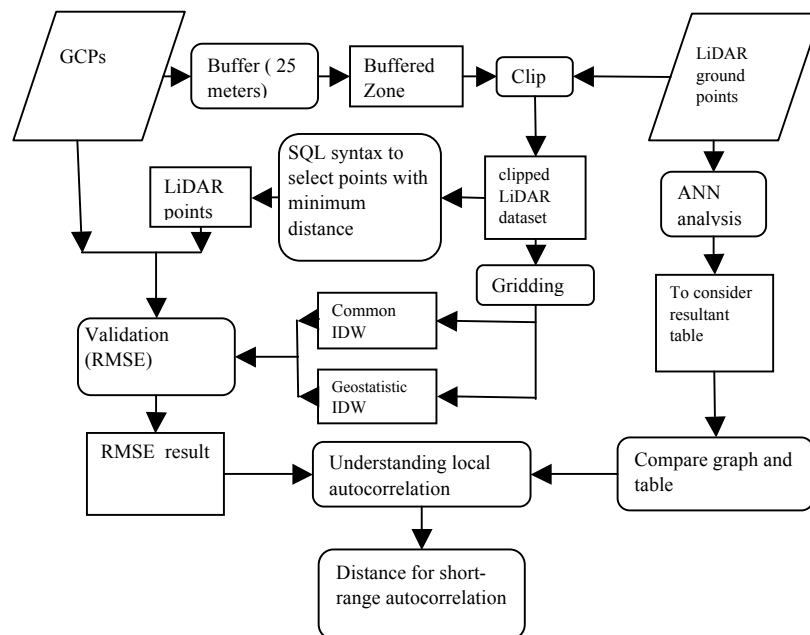 GCPs
Buffer ( 25
meters)
Buffered
Zone
Clip
LiDAR
ground
points
SQL syntax to
select points with
minimum
distance
LiDAR
points
clipped
LiDAR
dataset
ANN
analysis
Gridding
To consider
resultant
table
Common
IDW
Validation
(RMSE)
Geostatistic
IDW
RMSE result
Understanding local
autocorrelation
Compare graph and
table
Distance for short-
range autocorrelation